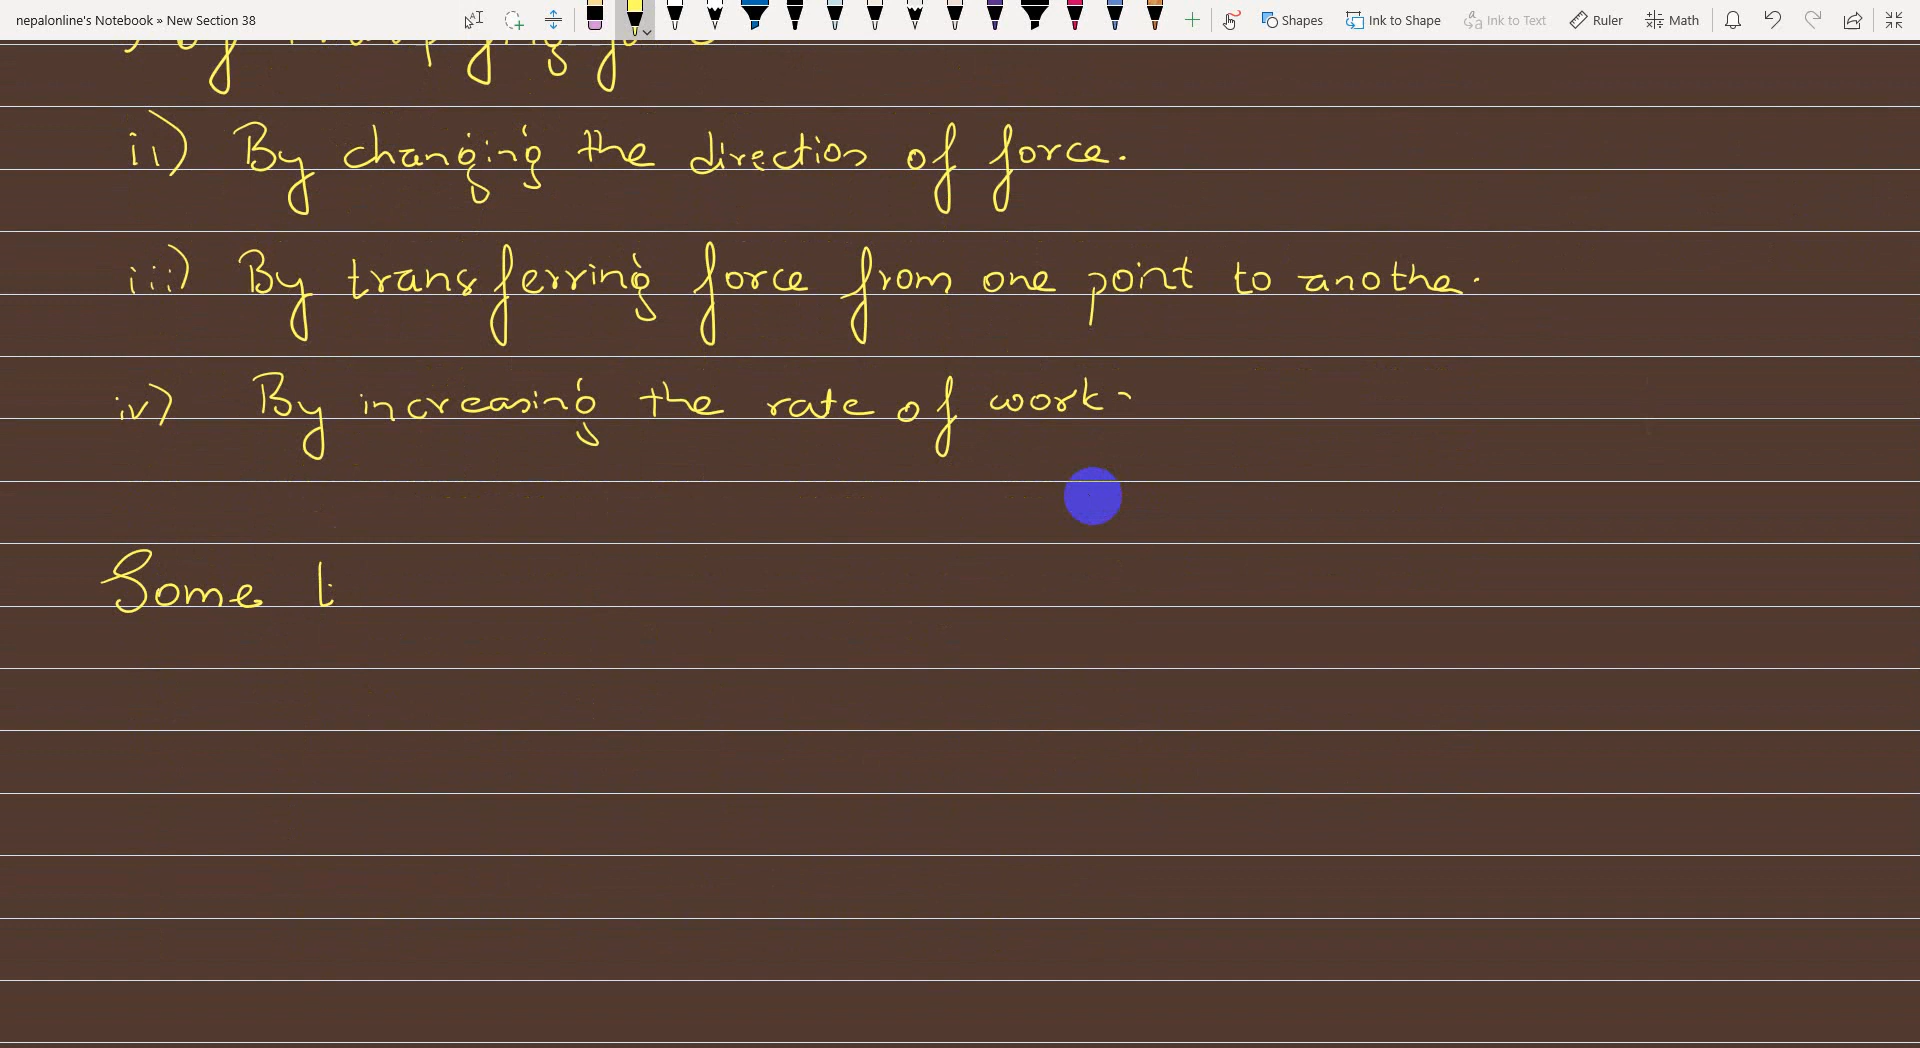 nepalonline's Notebook » New Section 38 Shapes Ink to Shape Ink to Text Ruler Math
ii) By changing the direction of force.
iii) By transferring force from one point to anothe.
iv) By increasing the rate of work.
Some